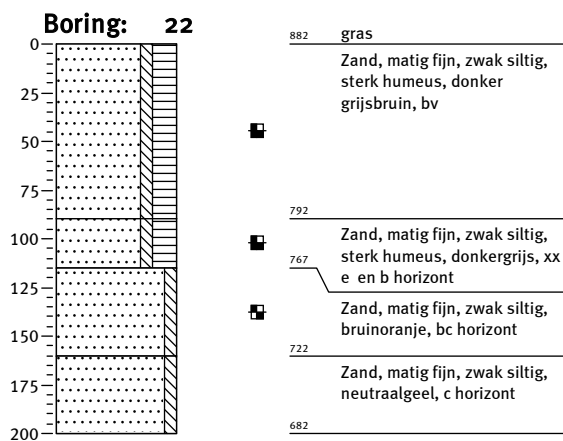 Boring: 22
0
25
50
75
100
125
150
175
200
882 gras
Zand, matig fijn, zwak siltig,
sterk humeus, donker
grijsbruin, bv
792
Zand, matig fijn, zwak siltig,
sterk humeus, donkergrijs, xx
e en b horizont
767
Zand, matig fijn, zwak siltig,
bruinoranje, bc horizont
722
Zand, matig fijn, zwak siltig,
neutraalgeel, c horizont
682